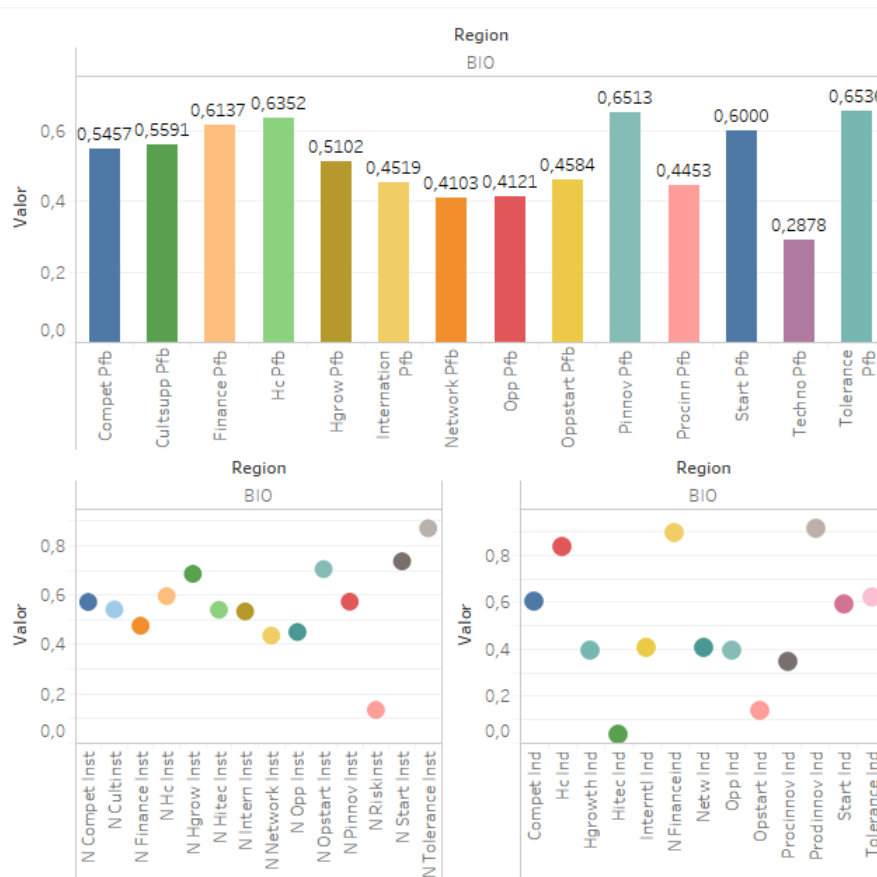 Region
BIO
Valor
0,6
0,4
0,2
0,0
0,5457
0,5591
0,6137
0,6352
0,5102
0,4519
0,4103
0,4121
0,4584
0,6513
0,4453
0,6000
0,2878
Compet Pfb
Cultsupp Pfb
Finance Pfb
Hc Pfb
Hgrow Pfb
Internation
Pfb
Network Pfb
Opp Pfb
Oppstart Pfb
Pinnov Pfb
Procinn Pfb
Start Pfb
Techno Pfb
Tolerance
Pfb
Region
BIO
Valor
0,8
0,6
0,4
0,2
0,0
N Compet Inst
N Cultinst
N Finance Inst
N Hc Inst
N Hgrow Inst
N Hitec Inst
N Intern Inst
N Network Inst
N Opp Inst
N Opstart Inst
N Pinnov Inst
N Riskinst
N Start Inst
N Tolerance Inst
Region
BIO
Valor
0,8
0,6
0,4
0,2
0,0
Compet Ind
Hc Ind
Hgrowth Ind
Hitec Ind
Interntl Ind
N Financeind
Netw Ind
Opp Ind
Opstart Ind
Procinnov Ind
Prodinnov Ind
Start Ind
Tolerance Ind